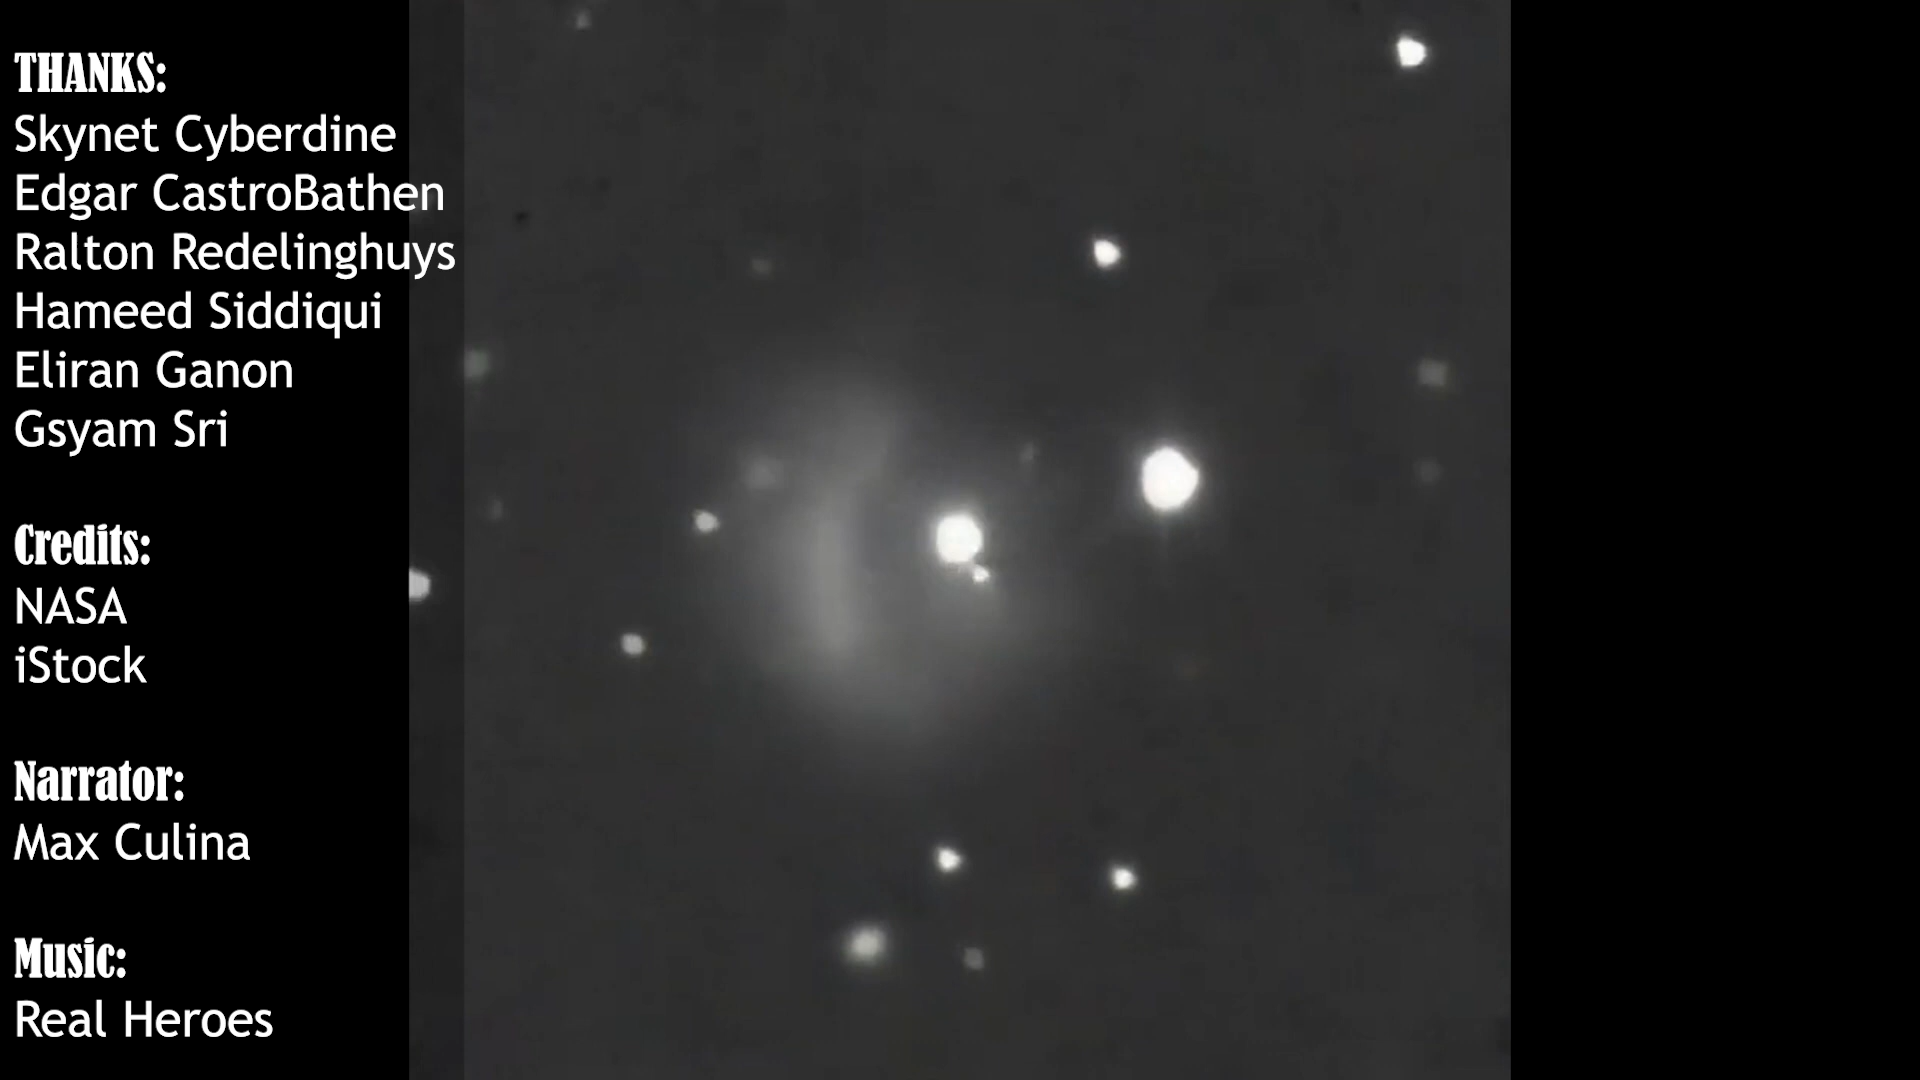 THANKS:
Skynet Cyberdine
Edgar CastroBathen
Ralton Redelinghuys
Hameed Siddiqui
Eliran Ganon
Gsyam Sri
Credits:
NASA
iStock
Narrator:
Max Culina
Music:
Real Heroes